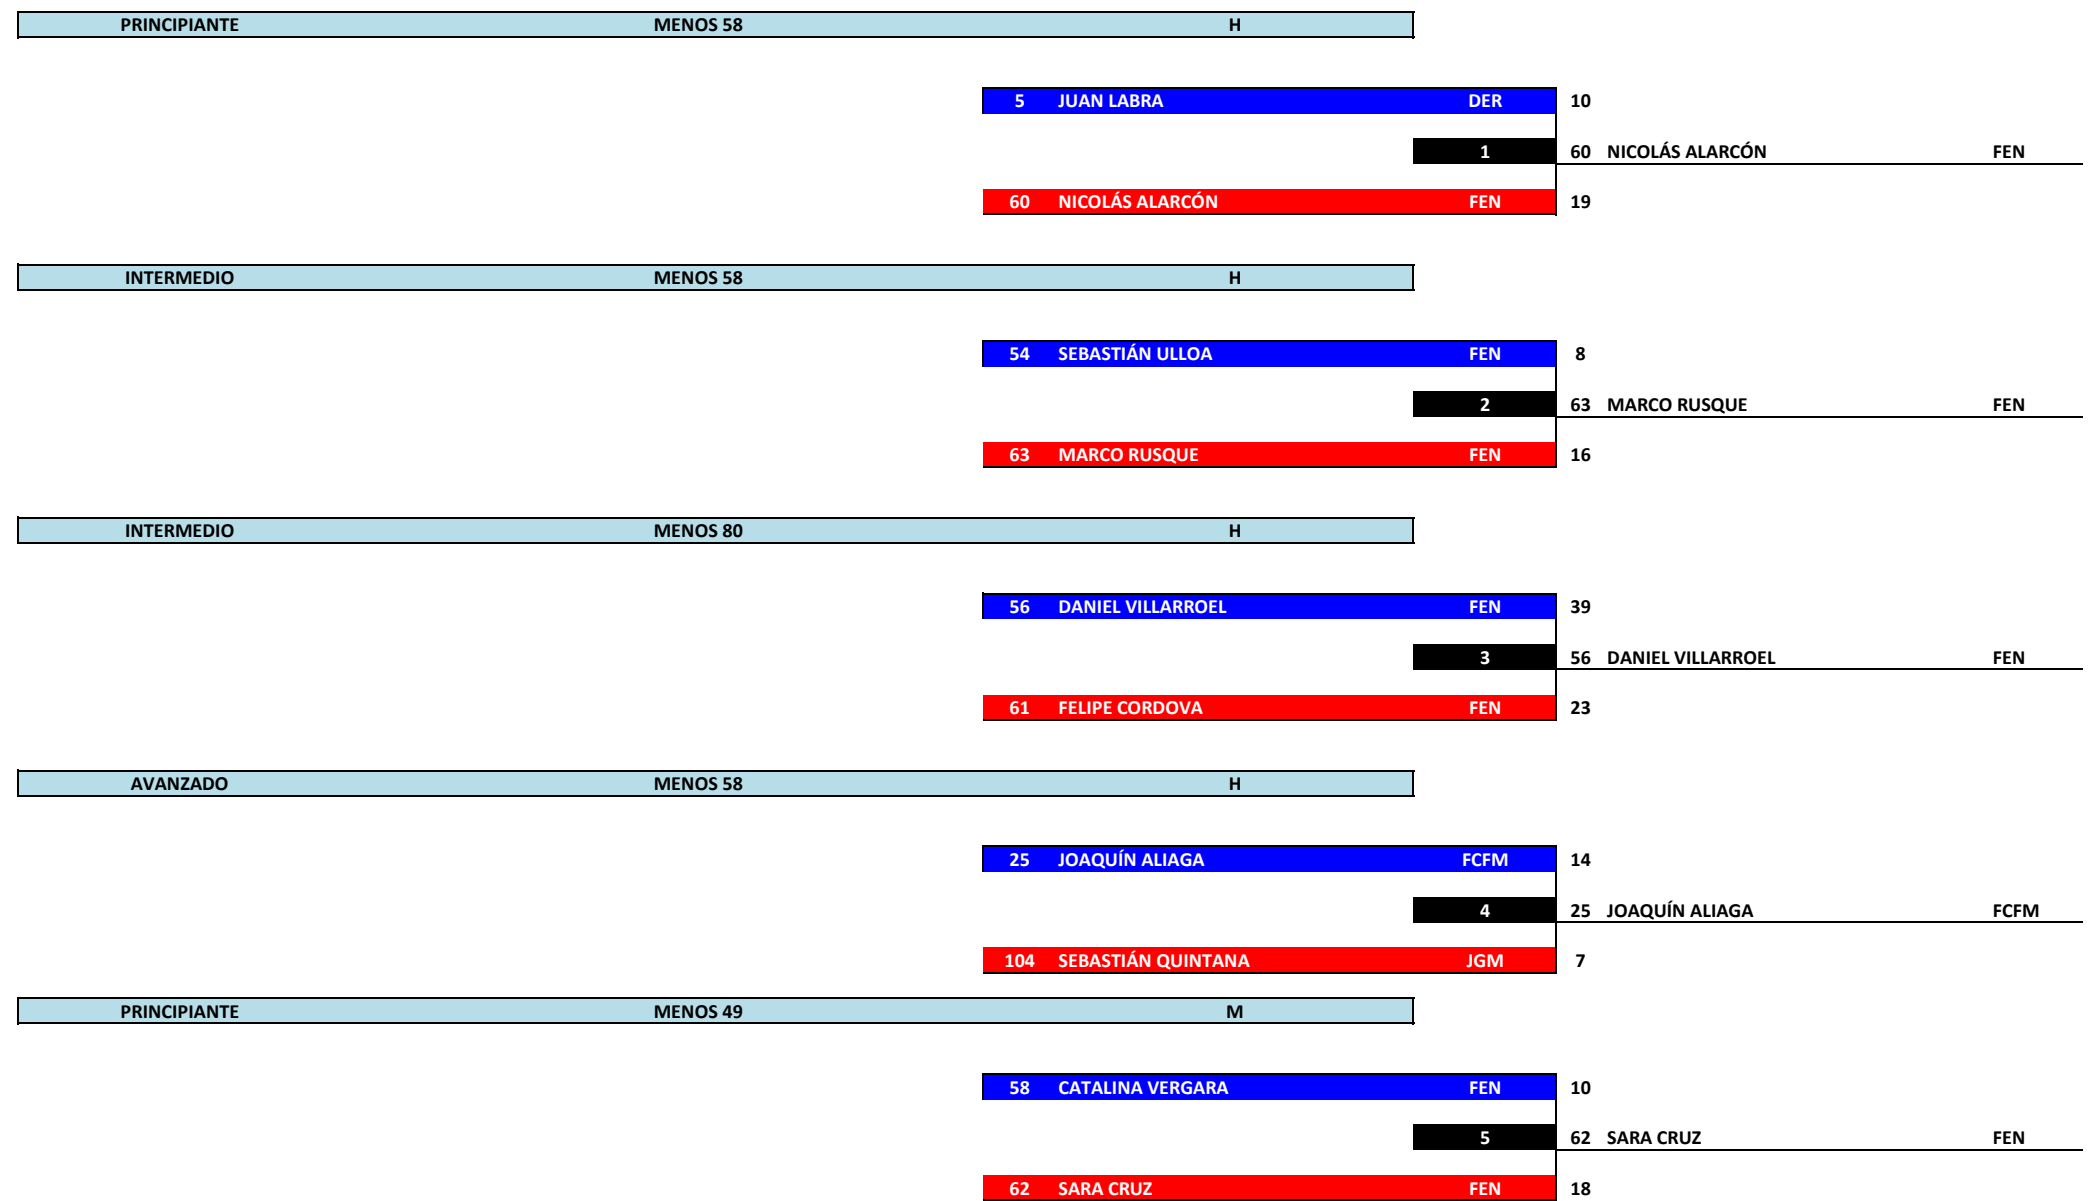 PRINCIPIANTE MENOS 58 H
5 JUAN LABRA DER 10
1 60 NICOLÁS ALARCÓN FEN
60 NICOLÁS ALARCÓN FEN 19
INTERMEDIO MENOS 58 H
54 SEBASTIÁN ULLOA FEN 8
2 63 MARCO RUSQUE FEN
63 MARCO RUSQUE FEN 16
INTERMEDIO MENOS 80 H
56 DANIEL VILLARROEL FEN 39
3 56 DANIEL VILLARROEL FEN
61 FELIPE CORDOVA FEN 23
AVANZADO MENOS 58 H
25 JOAQUÍN ALIAGA FCFM 14
4 25 JOAQUÍN ALIAGA FCFM
104 SEBASTIÁN QUINTANA JGM 7
PRINCIPIANTE MENOS 49 M
58 CATALINA VERGARA FEN 10
5 62 SARA CRUZ FEN
62 SARA CRUZ FEN 18